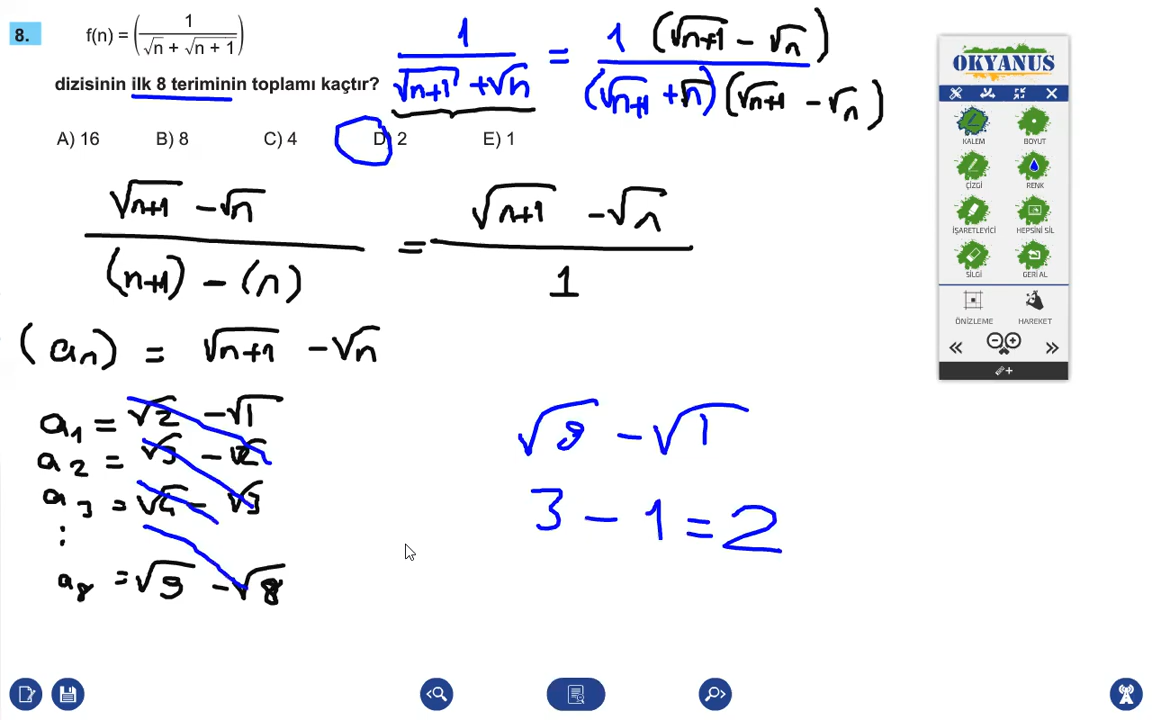 8.
f(n) = (1 / (√n + √n + 1))
dizisinin ilk 8 teriminin toplamı kaçtır?
A) 16 B) 8 C) 4 D) 2 E) 1
1 / (√n+1 + √n) = 1 (√n+1 - √n) / (√n+1 + √n)(√n+1 - √n)
(√n+1 - √n) / ((n+1) - (n)) = (√n+1 - √n) / 1
(an) = √n+1 - √n
a1 = √2 - √1
a2 = √3 - √2
a3 = √4 - √3
⋮
a8 = √9 - √8
√9 - √1
3 - 1 = 2
OKYANUS
KALEM BOYUT
ÇİZGİ RENK
İŞARETLEYİCİ HEPSİNİ SİL
SİLGİ GERİ AL
ÖNİZLEME HAREKET